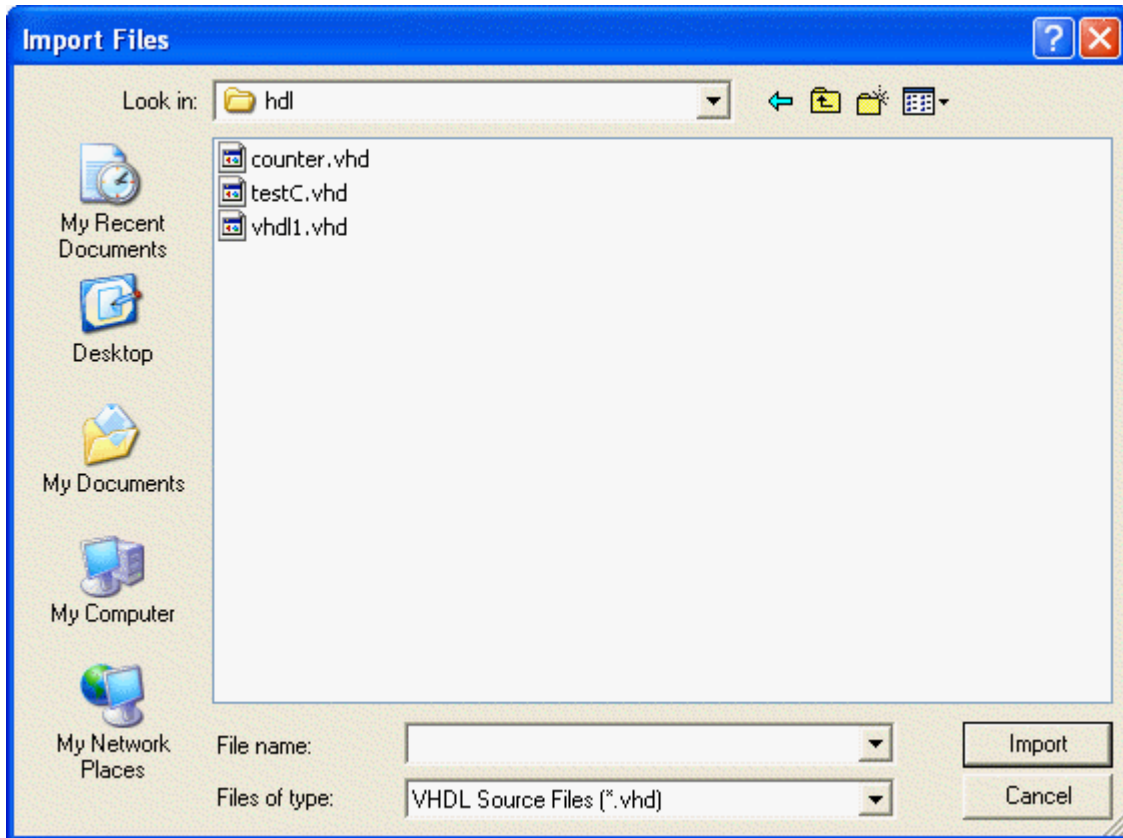 Import Files
Look in: hdl
counter.vhd
testC.vhd
vhdl1.vhd
My Recent
Documents
Desktop
My Documents
My Computer
My Network
Places
File name:
Import
Files of type: VHDL Source Files (*.vhd)
Cancel